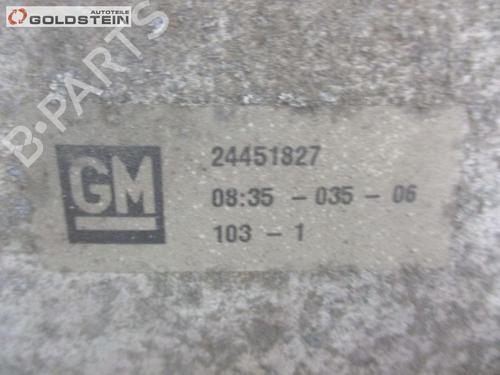 AUTOTEILE
GOLDSTEIN
B-PARTS
GM
24451827
08:35 - 035 - 06
103 - 1